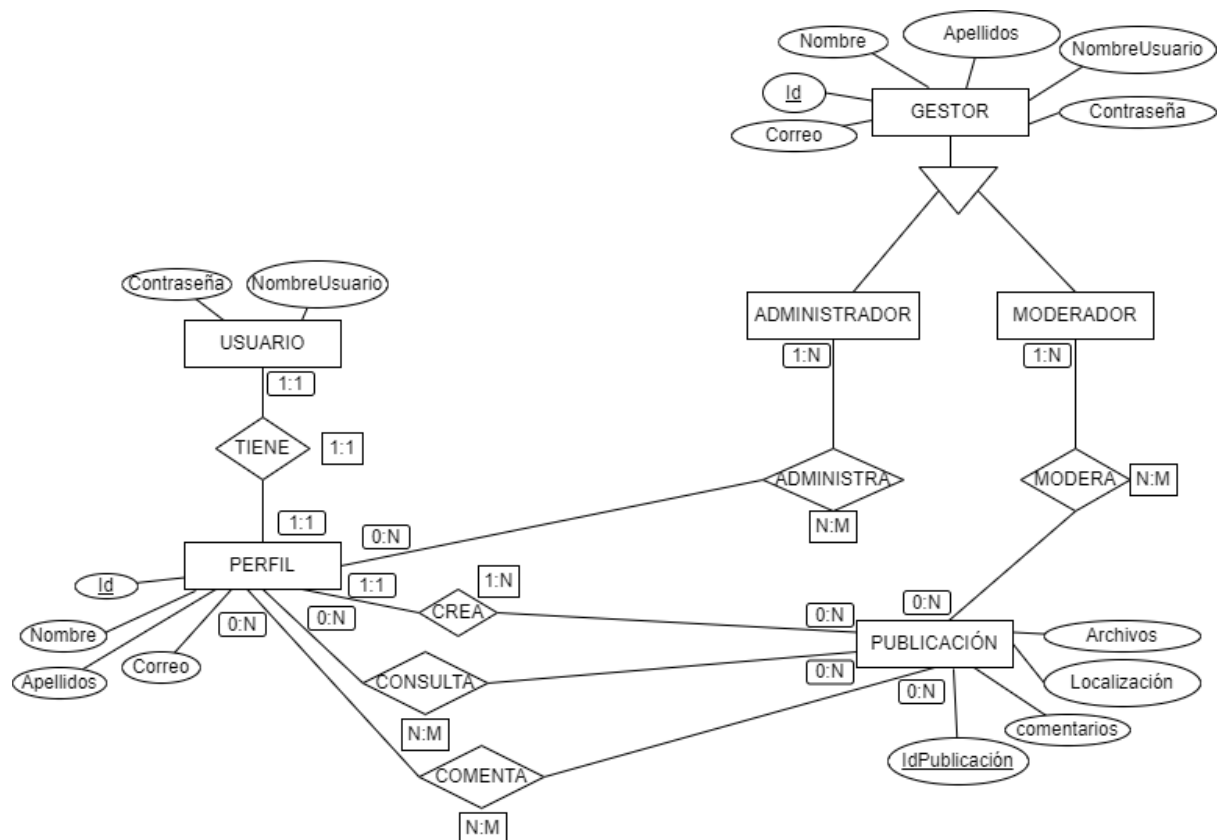 Nombre
Apellidos
NombreUsuario
Id
GESTOR
Contraseña
Correo
Contraseña
NombreUsuario
USUARIO
ADMINISTRADOR
MODERADOR
1:1
1:N
1:N
TIENE
1:1
ADMINISTRA
MODERA
N:M
N:M
1:1
0:N
PERFIL
Id
1:1
1:N
0:N
0:N
CREA
0:N
0:N
Nombre
Correo
PUBLICACIÓN
Archivos
Apellidos
CONSULTA
0:N
Localización
0:N
N:M
comentarios
IdPublicación
COMENTA
N:M